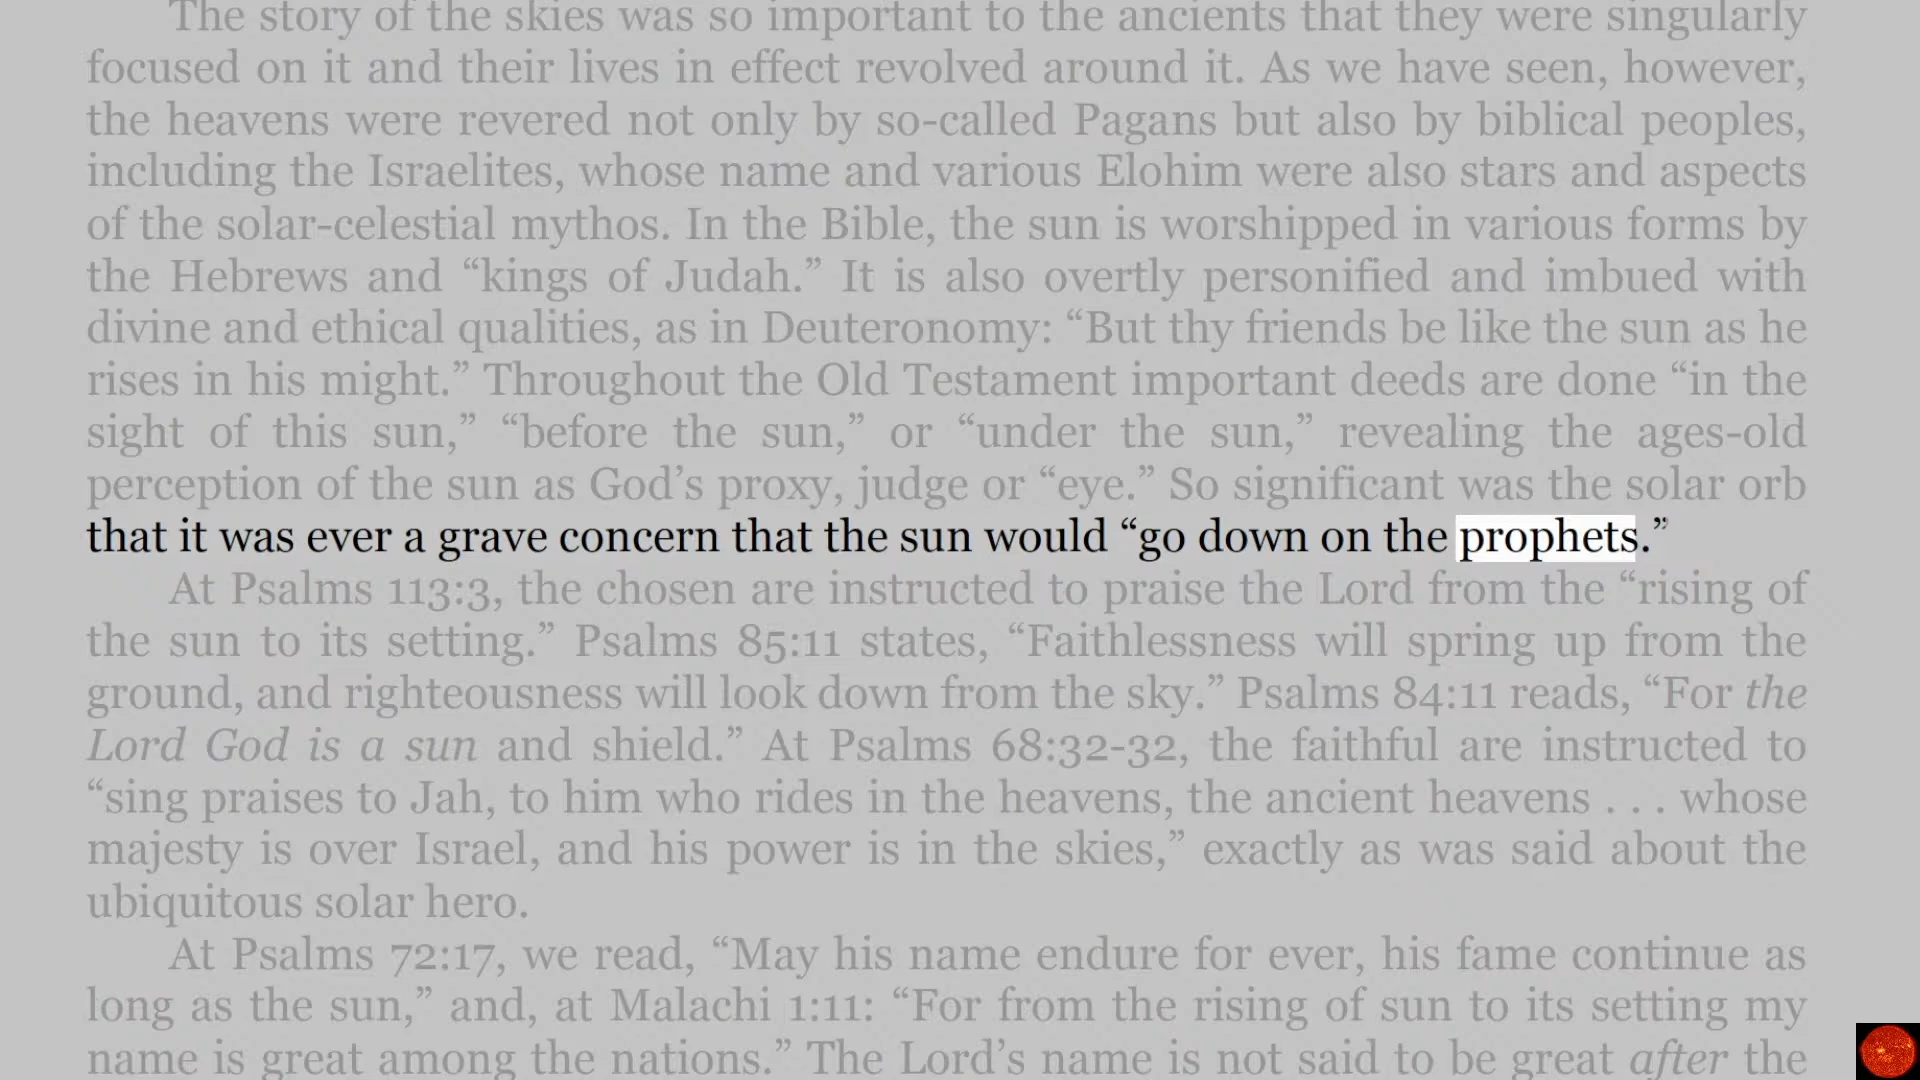 The story of the skies was so important to the ancients that they were singularly
focused on it and their lives in effect revolved around it. As we have seen, however,
the heavens were revered not only by so-called Pagans but also by biblical peoples,
including the Israelites, whose name and various Elohim were also stars and aspects
of the solar-celestial mythos. In the Bible, the sun is worshipped in various forms by
the Hebrews and “kings of Judah.” It is also overtly personified and imbued with
divine and ethical qualities, as in Deuteronomy: “But thy friends be like the sun as he
rises in his might.” Throughout the Old Testament important deeds are done “in the
sight of this sun,” “before the sun,” or “under the sun,” revealing the ages-old
perception of the sun as God’s proxy, judge or “eye.” So significant was the solar orb
that it was ever a grave concern that the sun would “go down on the prophets.”
At Psalms 113:3, the chosen are instructed to praise the Lord from the “rising of
the sun to its setting.” Psalms 85:11 states, “Faithlessness will spring up from the
ground, and righteousness will look down from the sky.” Psalms 84:11 reads, “For the
Lord God is a sun and shield.” At Psalms 68:32-32, the faithful are instructed to
“sing praises to Jah, to him who rides in the heavens, the ancient heavens . . . whose
majesty is over Israel, and his power is in the skies,” exactly as was said about the
ubiquitous solar hero.
At Psalms 72:17, we read, “May his name endure for ever, his fame continue as
long as the sun,” and, at Malachi 1:11: “For from the rising of sun to its setting my
name is great among the nations.” The Lord’s name is not said to be great after the